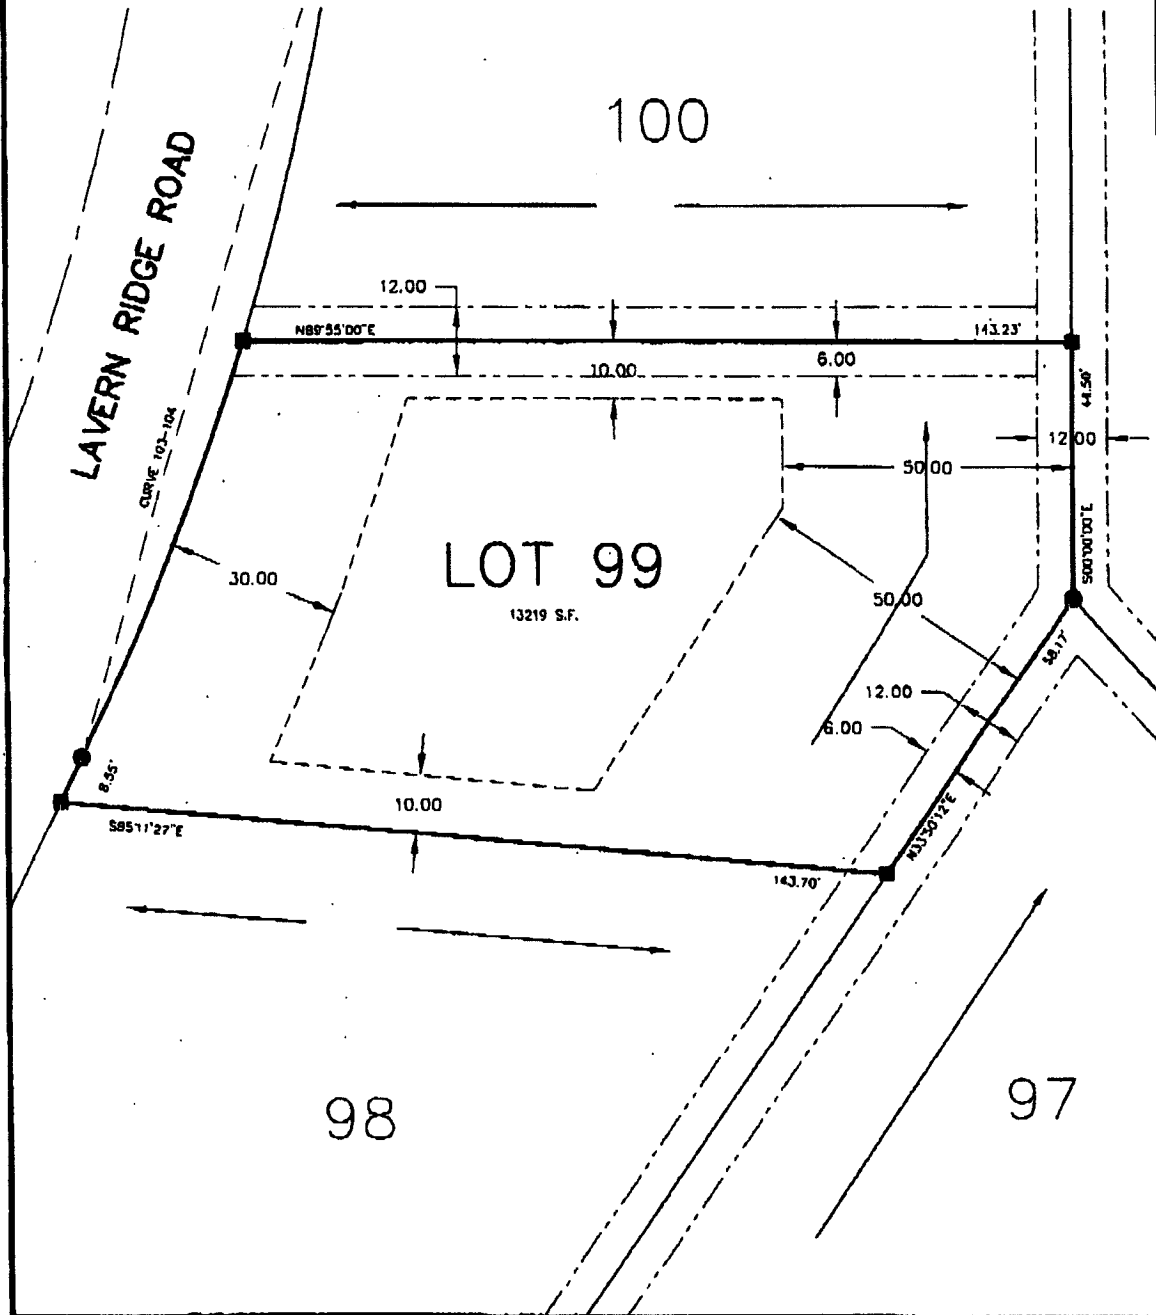 100
LAVERN RIDGE ROAD
12.00
N89°55'00"E
143.23'
10.00
6.00
44.50'
CURVE 103-104
12.00
50.00
LOT 99
13219 S.F.
S00°00'00"E
30.00
50.00
58.17'
12.00
6.00
8.55'
10.00
S85°11'27"E
N33°50'12"E
143.70'
98
97